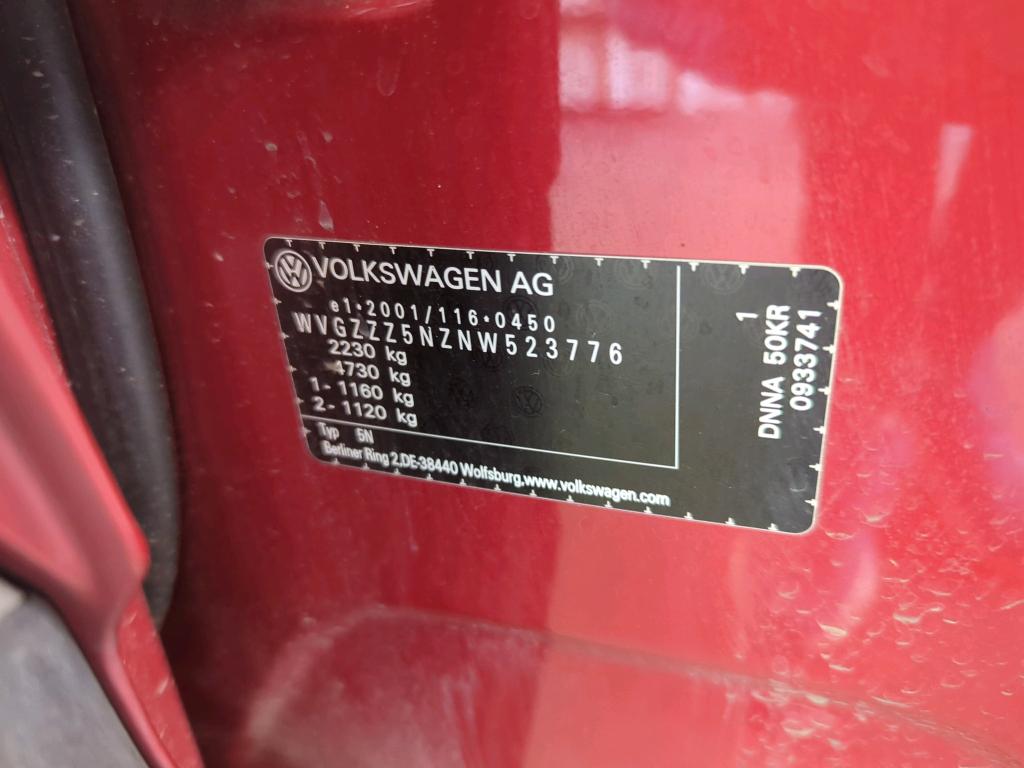 VOLKSWAGEN AG
e1*2001/116*0450
WVGZZZ5NZNW523776
2230 kg
4730 kg
1- 1160 kg
2- 1120 kg
Typ 5N
Berliner Ring 2,DE-38440 Wolfsburg,www.volkswagen.com
1
DNNA 50KR
0933741